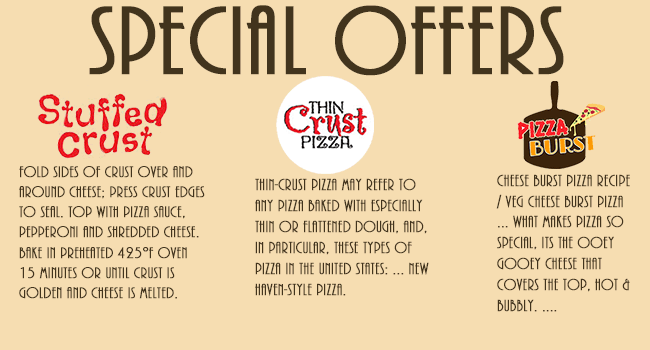 SPECIAL OFFERS
Stuffed
Crust
FOLD SIDES OF CRUST OVER AND
AROUND CHEESE; PRESS CRUST EDGES
TO SEAL. TOP WITH PIZZA SAUCE,
PEPPERONI AND SHREDDED CHEESE.
BAKE IN PREHEATED 425°F OVEN
15 MINUTES OR UNTIL CRUST IS
GOLDEN AND CHEESE IS MELTED.
THIN
Crust
PIZZA
THIN-CRUST PIZZA MAY REFER TO
ANY PIZZA BAKED WITH ESPECIALLY
THIN OR FLATTENED DOUGH, AND,
IN PARTICULAR, THESE TYPES OF
PIZZA IN THE UNITED STATES: ... NEW
HAVEN-STYLE PIZZA.
PIZZA
BURST
CHEESE BURST PIZZA RECIPE
/ VEG CHEESE BURST PIZZA
... WHAT MAKES PIZZA SO
SPECIAL, ITS THE OOEY
GOOEY CHEESE THAT
COVERS THE TOP, HOT &
BUBBLY. ....